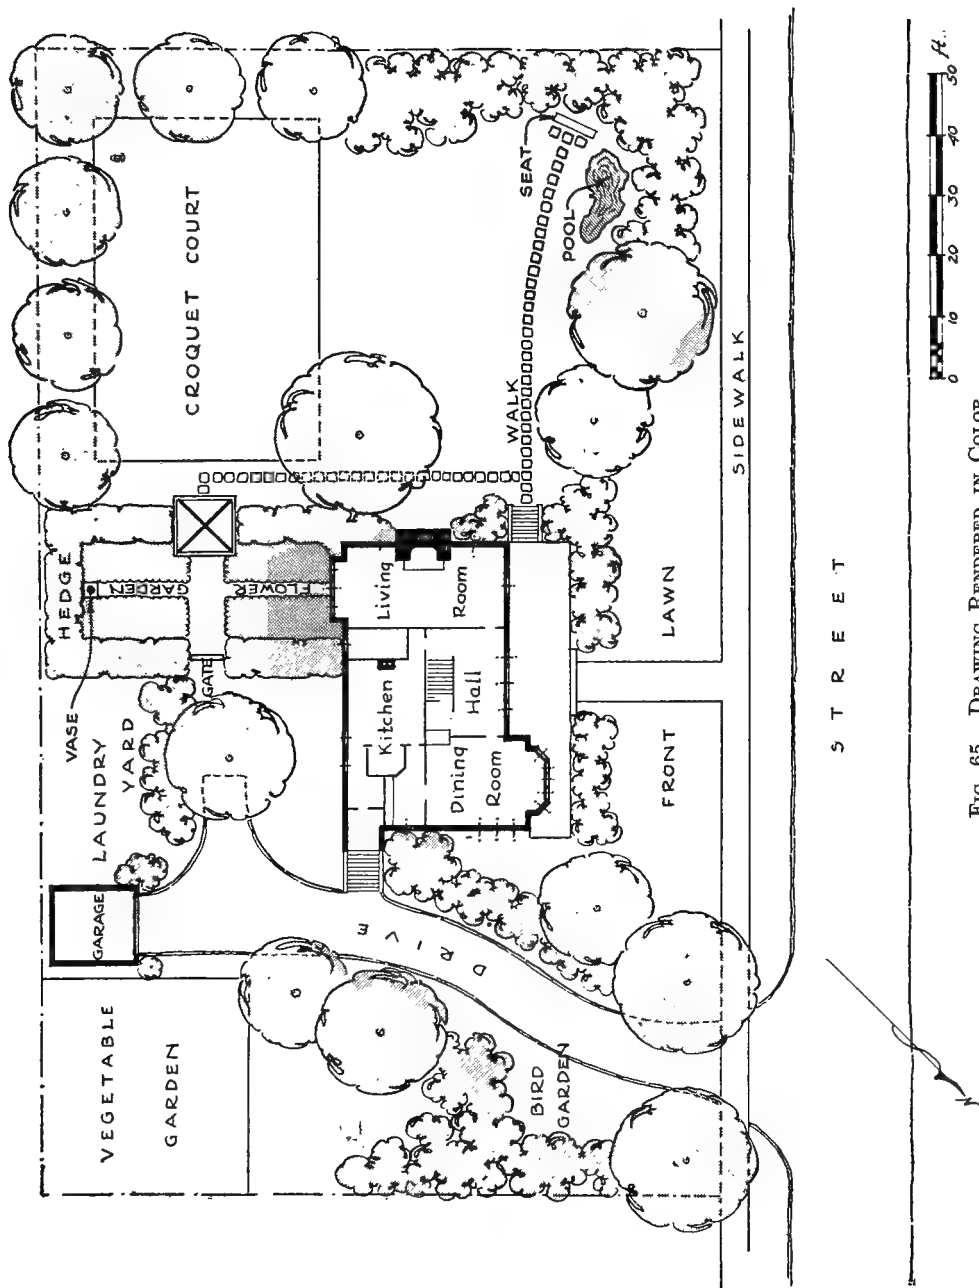 VEGETABLE
GARDEN
GARAGE
LAUNDRY
YARD
VASE
HEDGE
GATE
FLOWER GARDEN
CROQUET COURT
BIRD
GARDEN
DRIVE
Kitchen
Dining
Room
Hall
Living
Room
WALK
SEAT
POOL
FRONT LAWN
SIDEWALK
STREET
0 10 20 30 40 50 ft.
FIG. 65. DRAWING RENDERED IN COLOR